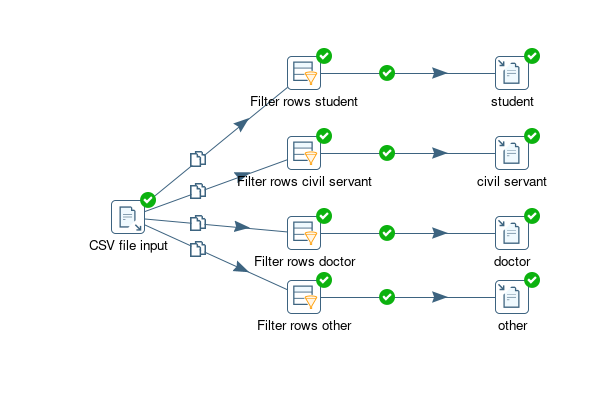 Filter rows student
student
Filter rows civil servant
civil servant
CSV file input
Filter rows doctor
doctor
Filter rows other
other